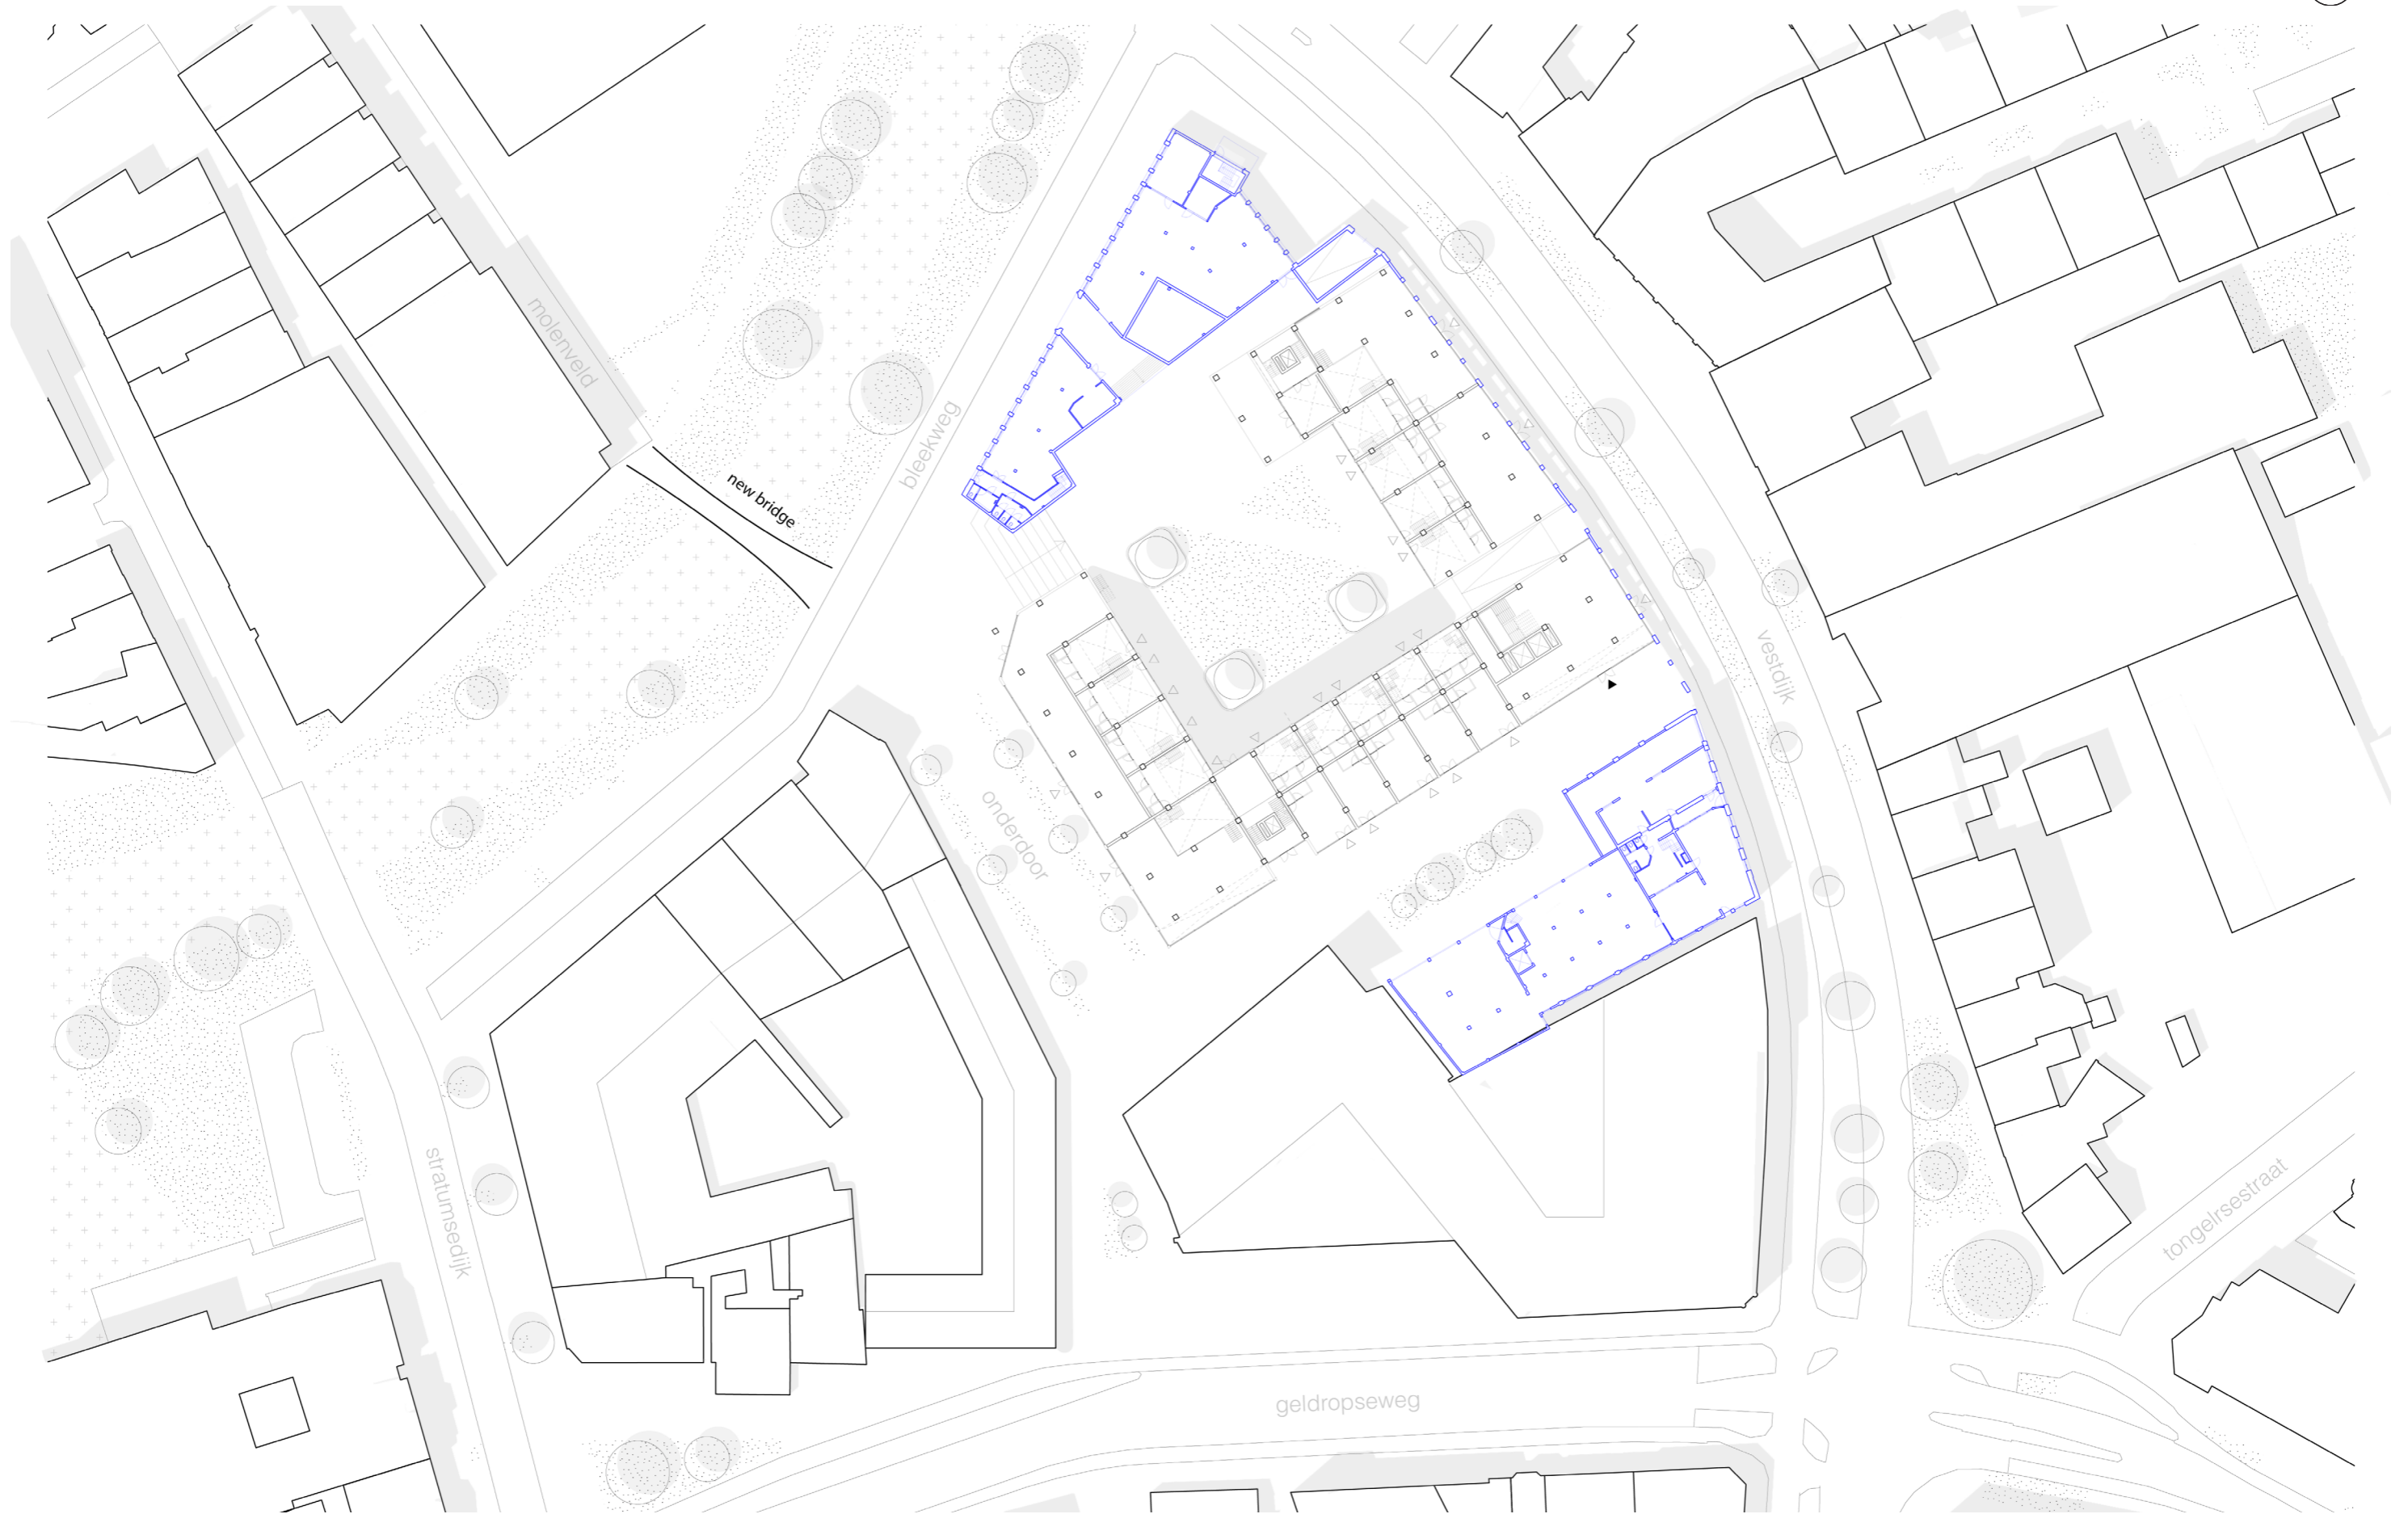 molenveld
bleekweg
new bridge
vestdijk
onderdoor
stratumsedijk
tongelrsestraat
geldropseweg